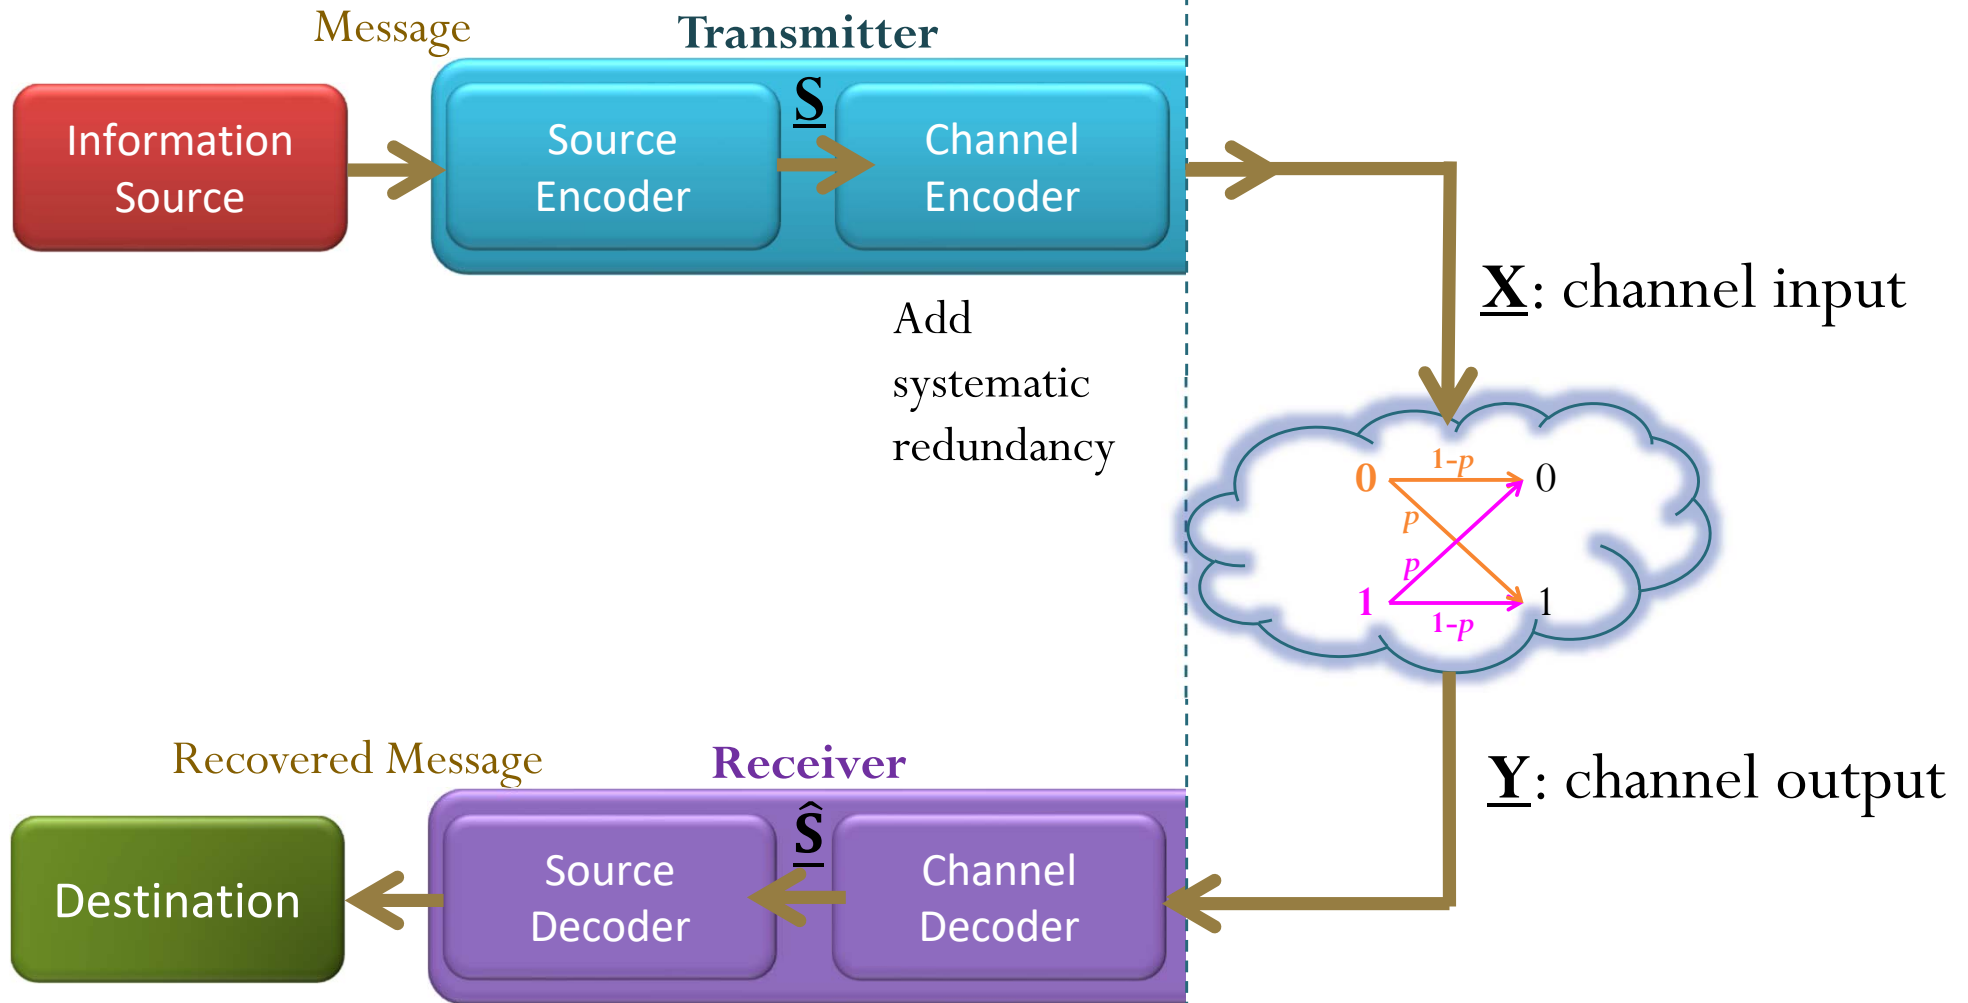 Message
Transmitter
Information
Source
Source
Encoder
S
Channel
Encoder
Add
systematic
redundancy
X: channel input
0
1-p
0
p
p
1
1-p
1
Y: channel output
Recovered Message
Receiver
Destination
Source
Decoder
Ŝ
Channel
Decoder